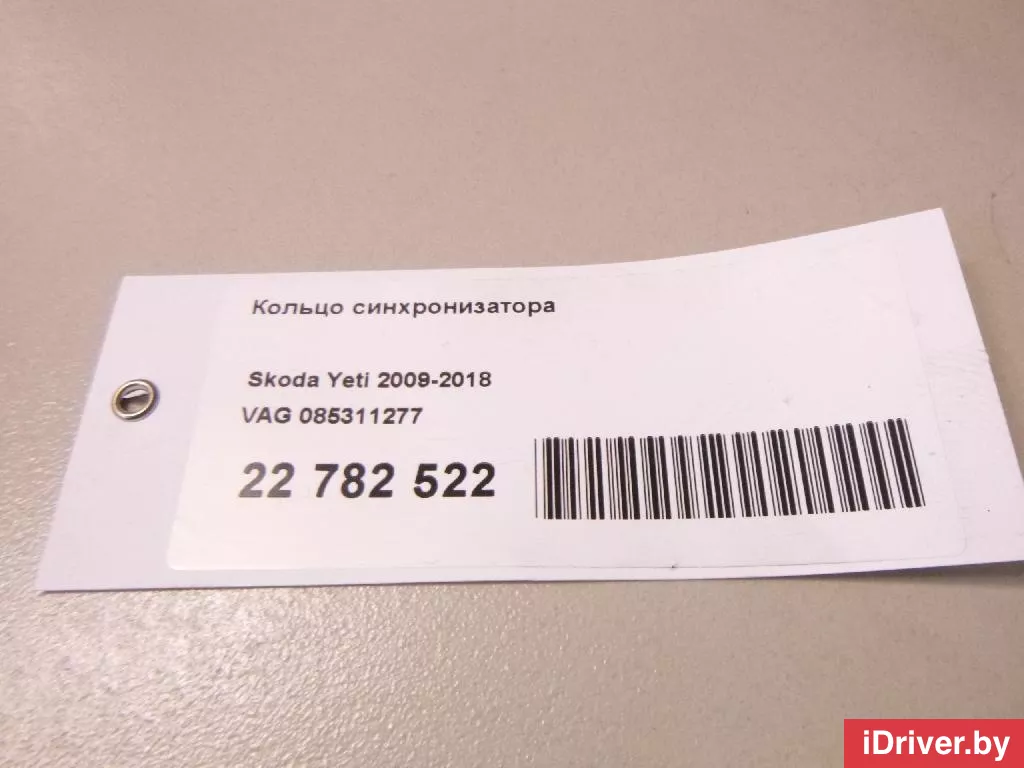 Кольцо синхронизатора
Skoda Yeti 2009-2018
VAG 085311277
22 782 522
iDriver.by